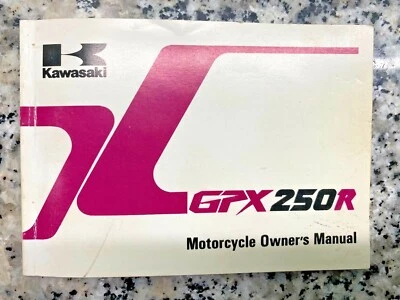 Kawasaki
GPX250R
Motorcycle Owner's Manual